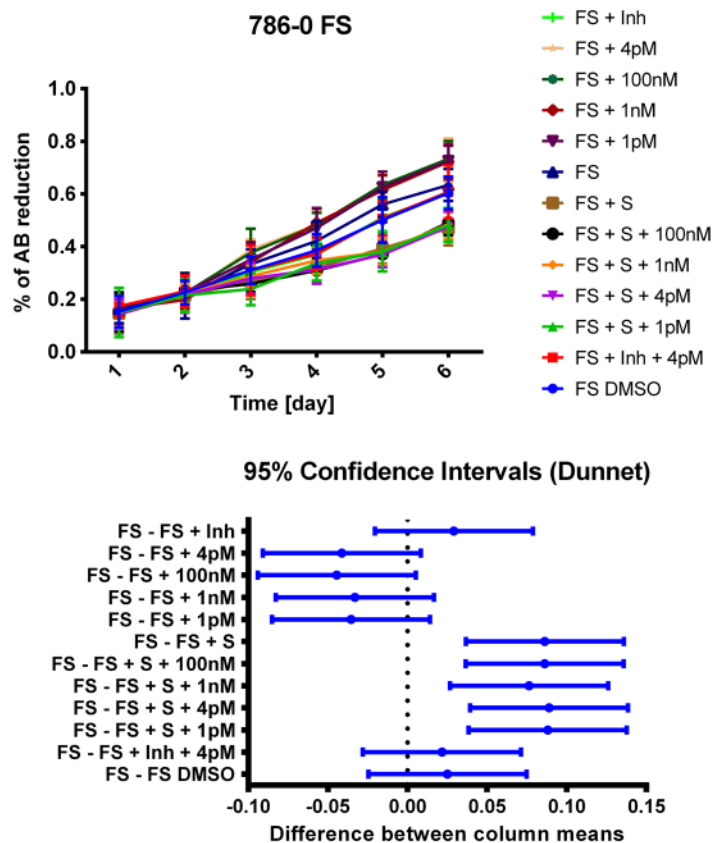 786-0 FS
% of AB reduction
1.0
0.8
0.6
0.4
0.2
0.0
1 2 3 4 5 6
Time [day]
FS + Inh
FS + 4pM
FS + 100nM
FS + 1nM
FS + 1pM
FS
FS + S
FS + S + 100nM
FS + S + 1nM
FS + S + 4pM
FS + S + 1pM
FS + Inh + 4pM
FS DMSO
95% Confidence Intervals (Dunnet)
FS - FS + Inh
FS - FS + 4pM
FS - FS + 100nM
FS - FS + 1nM
FS - FS + 1pM
FS - FS + S
FS - FS + S + 100nM
FS - FS + S + 1nM
FS - FS + S + 4pM
FS - FS + S + 1pM
FS - FS + Inh + 4pM
FS - FS DMSO
-0.10 -0.05 0.00 0.05 0.10 0.15
Difference between column means